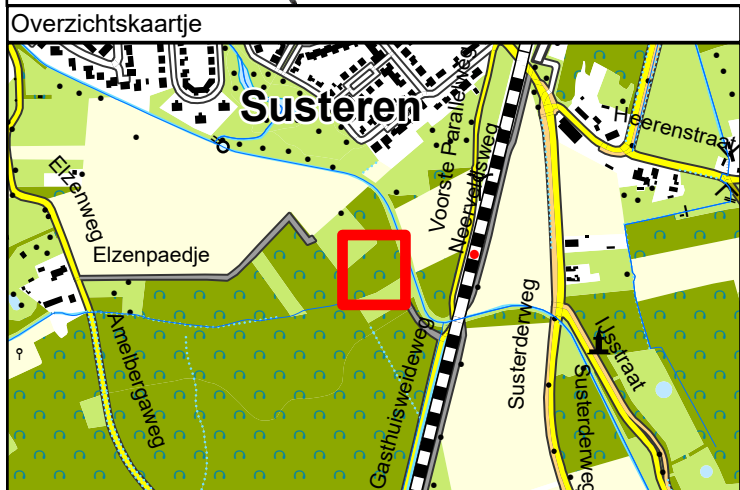 Overzichtskaartje
Susteren
Heerenstraat
Voorste Parallelweg
Neerveldsweg
Elzenweg
Elzenpaedje
Amelbergaweg
Gasthuisweideweg
Susterderweg
IJsstraat
Susterderweg